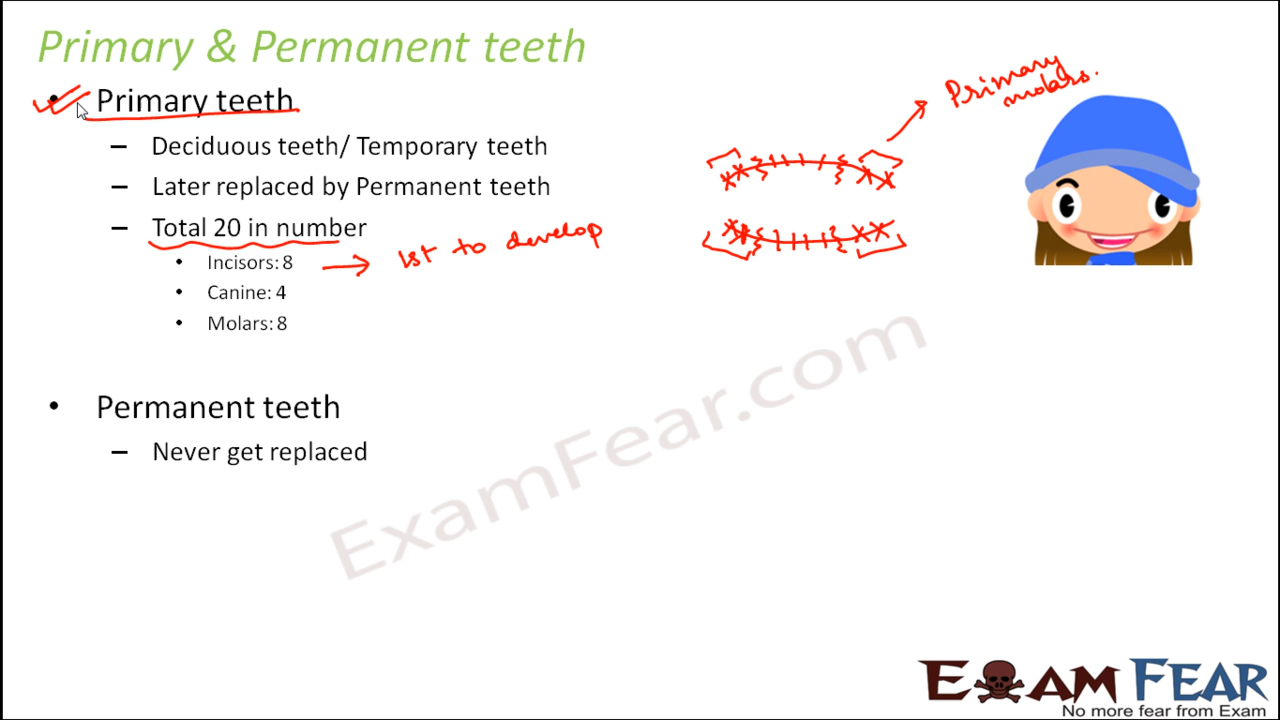 Primary & Permanent teeth
• Primary teeth
– Deciduous teeth/ Temporary teeth
– Later replaced by Permanent teeth
– Total 20 in number
• Incisors: 8 → 1st to develop
• Canine: 4
• Molars: 8
Primary
molars.
• Permanent teeth
– Never get replaced
ExamFear.com
EXAM FEAR
No more fear from Exam